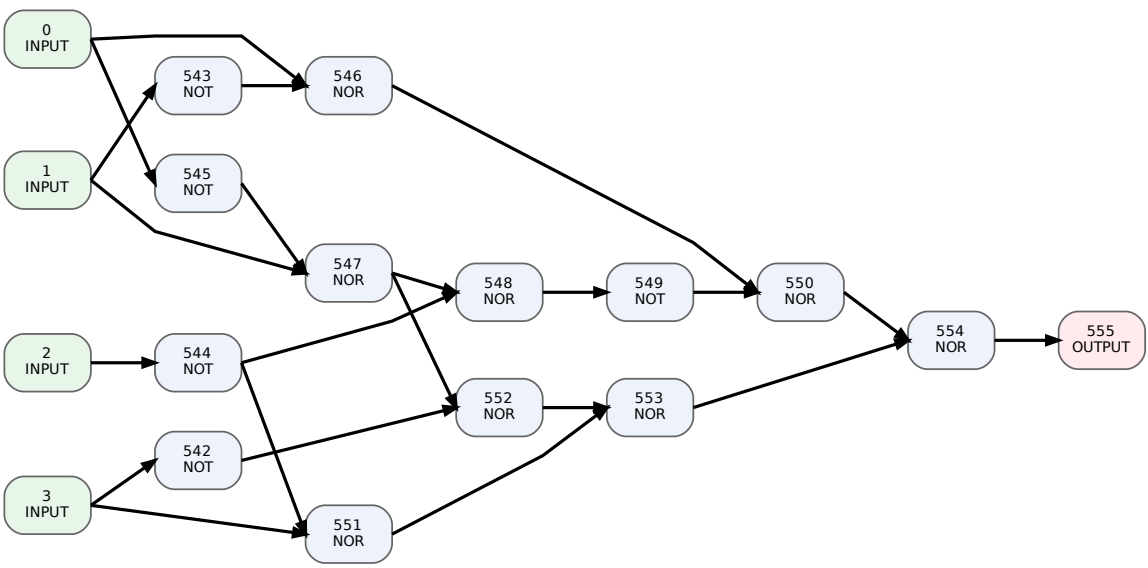 0
INPUT
543
NOT
546
NOR
1
INPUT
545
NOT
547
NOR
548
NOR
549
NOT
550
NOR
554
NOR
555
OUTPUT
2
INPUT
544
NOT
552
NOR
553
NOR
542
NOT
3
INPUT
551
NOR